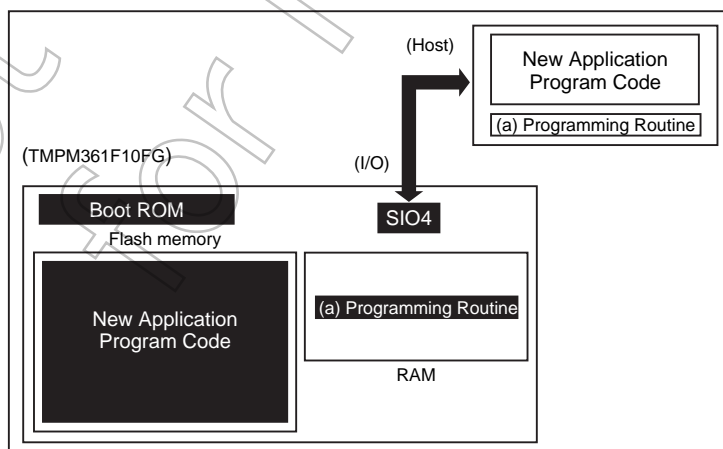 (Host)
New Application
Program Code
(a) Programming Routine
(TMPM361F10FG)
(I/O)
Boot ROM
SIO4
Flash memory
New Application
Program Code
(a) Programming Routine
RAM